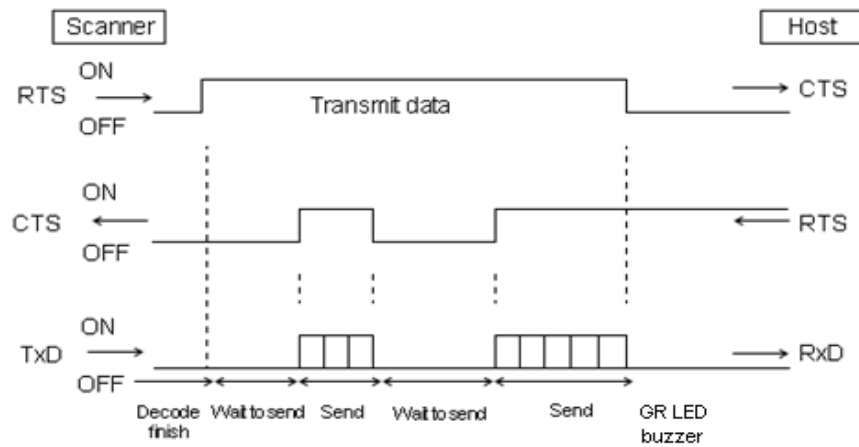 Scanner
Host
ON
RTS
Transmit data
CTS
OFF
ON
CTS
RTS
OFF
ON
TxD
RxD
OFF
Decode
finish
Wait to send
Send
Wait to send
Send
GR LED
buzzer